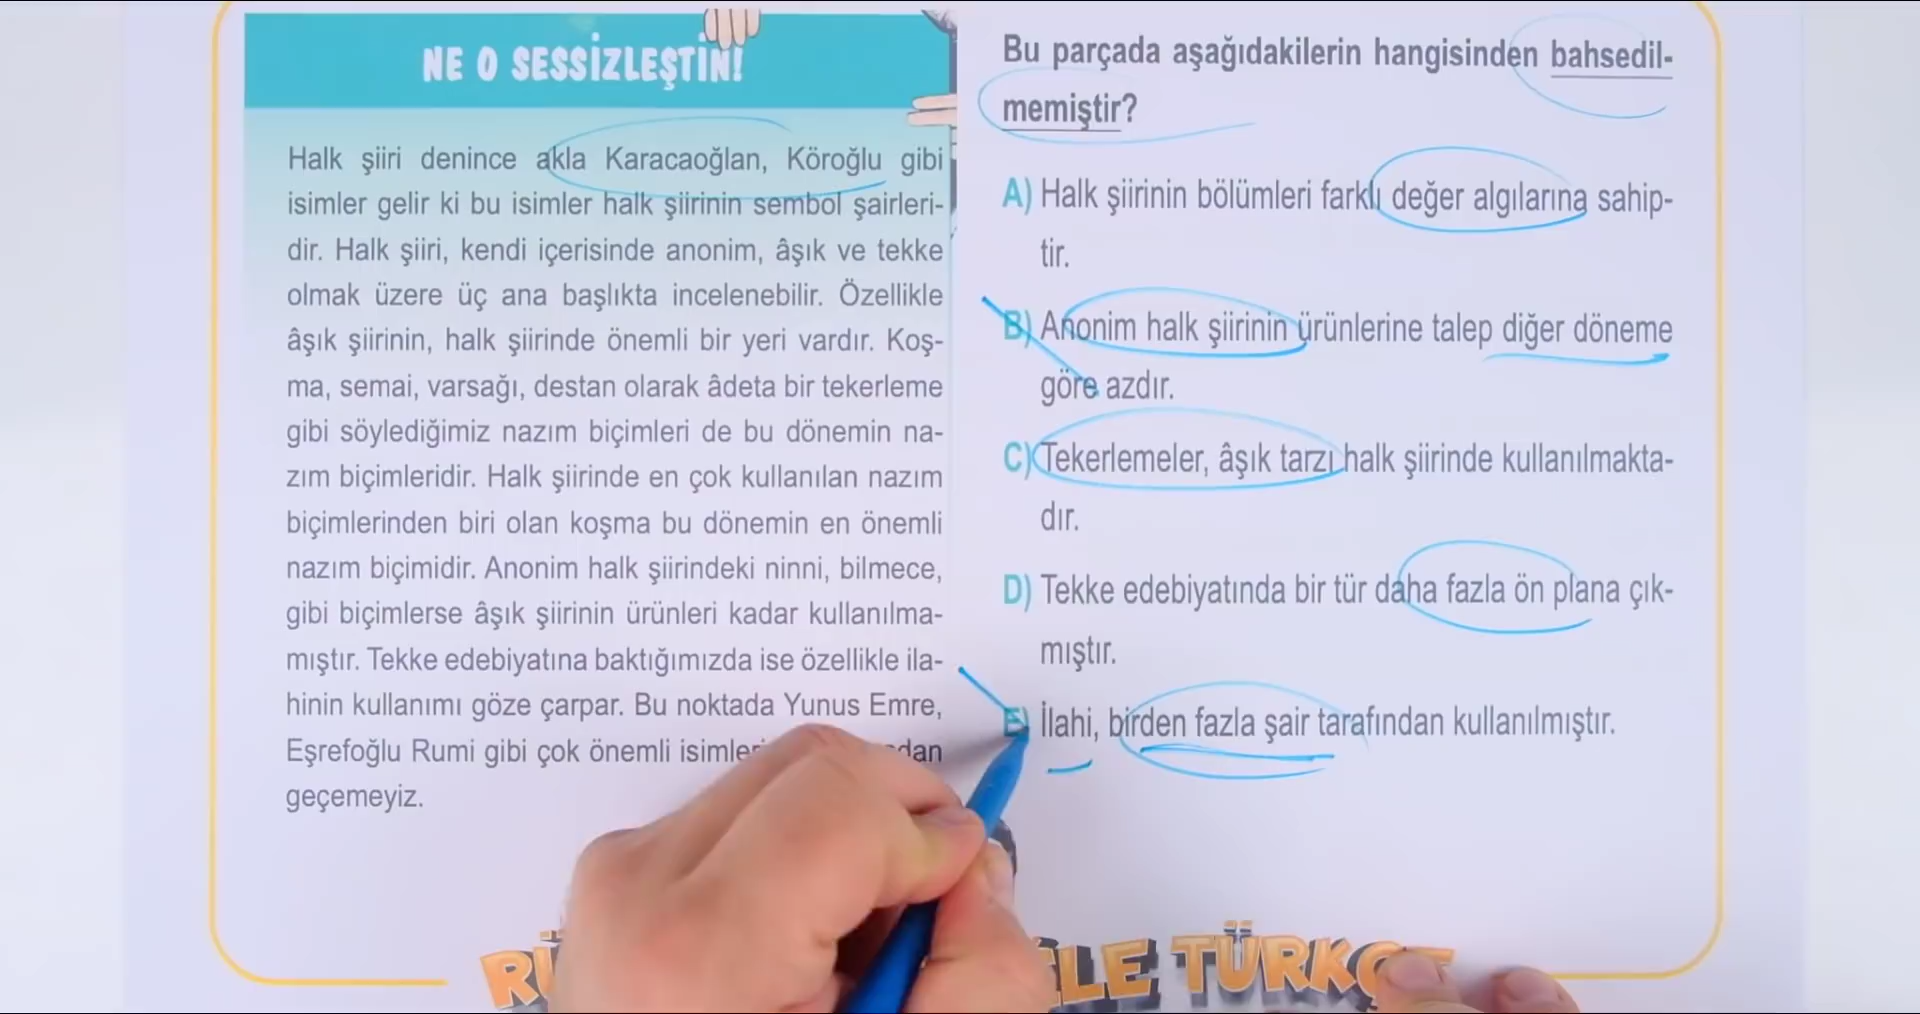 NE O SESSİZLEŞTİN!
Halk şiiri denince akla Karacaoğlan, Köroğlu gibi
isimler gelir ki bu isimler halk şiirinin sembol şairleri-
dir. Halk şiiri, kendi içerisinde anonim, âşık ve tekke
olmak üzere üç ana başlıkta incelenebilir. Özellikle
âşık şiirinin, halk şiirinde önemli bir yeri vardır. Koş-
ma, semai, varsağı, destan olarak âdeta bir tekerleme
gibi söylediğimiz nazım biçimleri de bu dönemin na-
zım biçimleridir. Halk şiirinde en çok kullanılan nazım
biçimlerinden biri olan koşma bu dönemin en önemli
nazım biçimidir. Anonim halk şiirindeki ninni, bilmece,
gibi biçimlerse âşık şiirinin ürünleri kadar kullanılma-
mıştır. Tekke edebiyatına baktığımızda ise özellikle ila-
hinin kullanımı göze çarpar. Bu noktada Yunus Emre,
Eşrefoğlu Rumi gibi çok önemli
geçemeyiz.
Bu parçada aşağıdakilerin hangisinden bahsedil-
memiştir?
A) Halk şiirinin bölümleri farklı değer algılarına sahip-
tir.
B) Anonim halk şiirinin ürünlerine talep diğer döneme
göre azdır.
C) Tekerlemeler, âşık tarzı halk şiirinde kullanılmakta-
dır.
D) Tekke edebiyatında bir tür daha fazla ön plana çık-
mıştır.
E) İlahi, birden fazla şair tarafından kullanılmıştır.
İLE TÜRKÇE